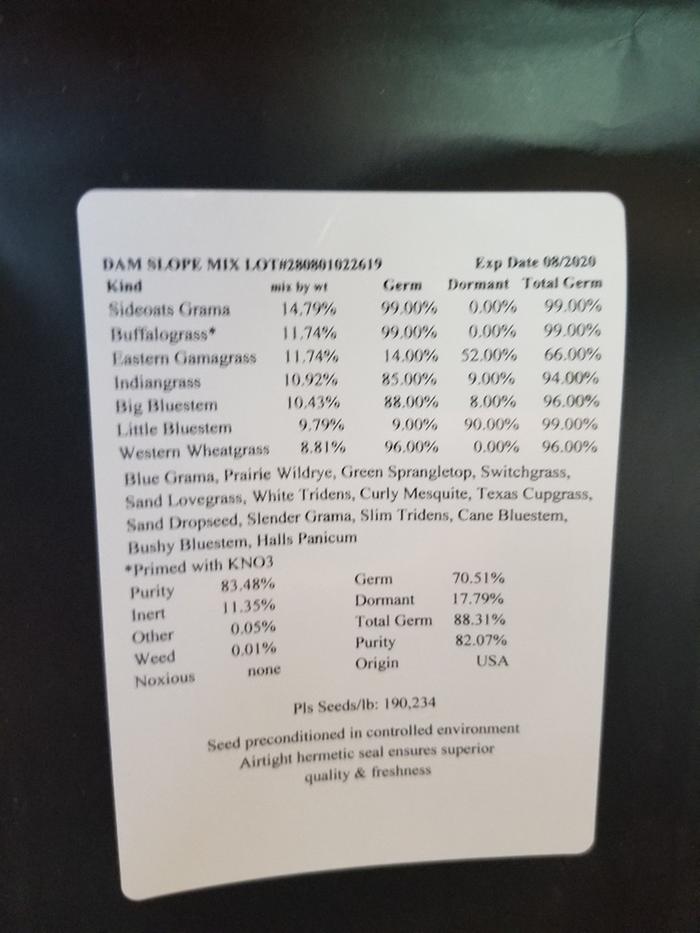 DAM SLOPE MIX LOT#280801022619 Exp Date 08/2020
Kind mix by wt Germ Dormant Total Germ
Sideoats Grama 14.79% 99.00% 0.00% 99.00%
Buffalograss* 11.74% 99.00% 0.00% 99.00%
Eastern Gamagrass 11.74% 14.00% 52.00% 66.00%
Indiangrass 10.92% 85.00% 9.00% 94.00%
Big Bluestem 10.43% 88.00% 8.00% 96.00%
Little Bluestem 9.79% 9.00% 90.00% 99.00%
Western Wheatgrass 8.81% 96.00% 0.00% 96.00%
Blue Grama, Prairie Wildrye, Green Sprangletop, Switchgrass,
Sand Lovegrass, White Tridens, Curly Mesquite, Texas Cupgrass,
Sand Dropseed, Slender Grama, Slim Tridens, Cane Bluestem,
Bushy Bluestem, Halls Panicum
*Primed with KNO3
Purity 83.48% Germ 70.51%
Inert 11.35% Dormant 17.79%
Other 0.05% Total Germ 88.31%
Weed 0.01% Purity 82.07%
Noxious none Origin USA
Pls Seeds/lb: 190,234
Seed preconditioned in controlled environment
Airtight hermetic seal ensures superior
quality & freshness